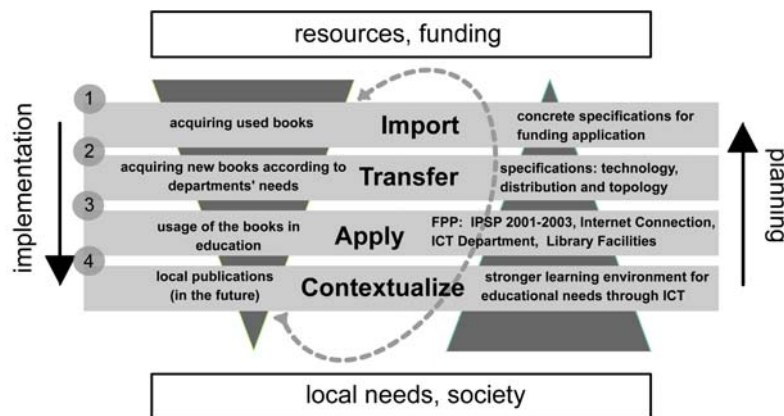 resources, funding
implementation
planning
1
acquiring used books
Import
concrete specifications for
funding application
2
acquiring new books according to
departments' needs
Transfer
specifications: technology,
distribution and topology
3
usage of the books in
education
Apply
FPP: IPSP 2001-2003, Internet Connection,
ICT Department, Library Facilities
4
local publications
(in the future)
Contextualize
stronger learning environment for
educational needs through ICT
local needs, society